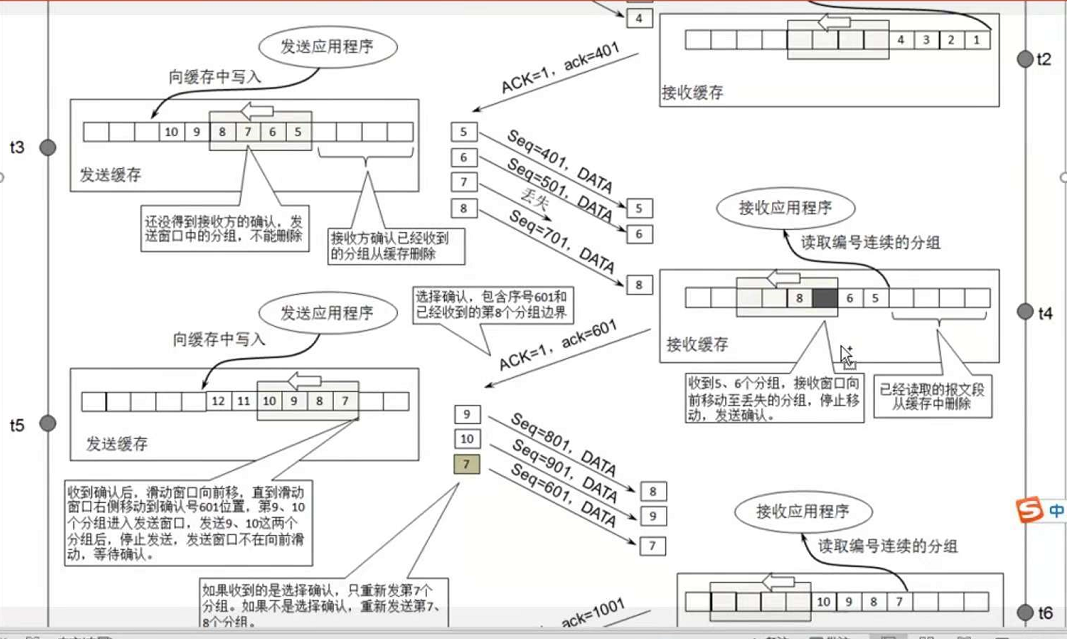 4
4 3 2 1
t2
接收缓存
ACK=1，ack=401
发送应用程序
向缓存中写入
10 9 8 7 6 5
发送缓存
t3
还没得到接收方的确认，发
送窗口中的分组，不能删除
接收方确认已经收到
的分组从缓存删除
5
6
7
8
Seq=401，DATA
Seq=501，DATA
丢失
Seq=701，DATA
5
6
8
接收应用程序
读取编号连续的分组
8 6 5
接收缓存
t4
收到5、6个分组，接收窗口向
前移动至丢失的分组，停止移
动，发送确认。
已经读取的报文段
从缓存中删除
选择确认，包含序号601和
已经收到的第8个分组边界
ACK=1，ack=601
发送应用程序
向缓存中写入
12 11 10 9 8 7
发送缓存
t5
收到确认后，滑动窗口向前移，直到滑动
窗口右侧移动到确认号601位置，第9、10
个分组进入发送窗口，发送9、10这两个
分组后，停止发送，发送窗口不在向前滑
动，等待确认。
9
10
7
Seq=801，DATA
Seq=901，DATA
Seq=601，DATA
8
9
7
如果收到的是选择确认，只重新发第7个
分组。如果不是选择确认，重新发送第7、
8个分组。
接收应用程序
读取编号连续的分组
10 9 8 7
t6
ack=1001
S 中